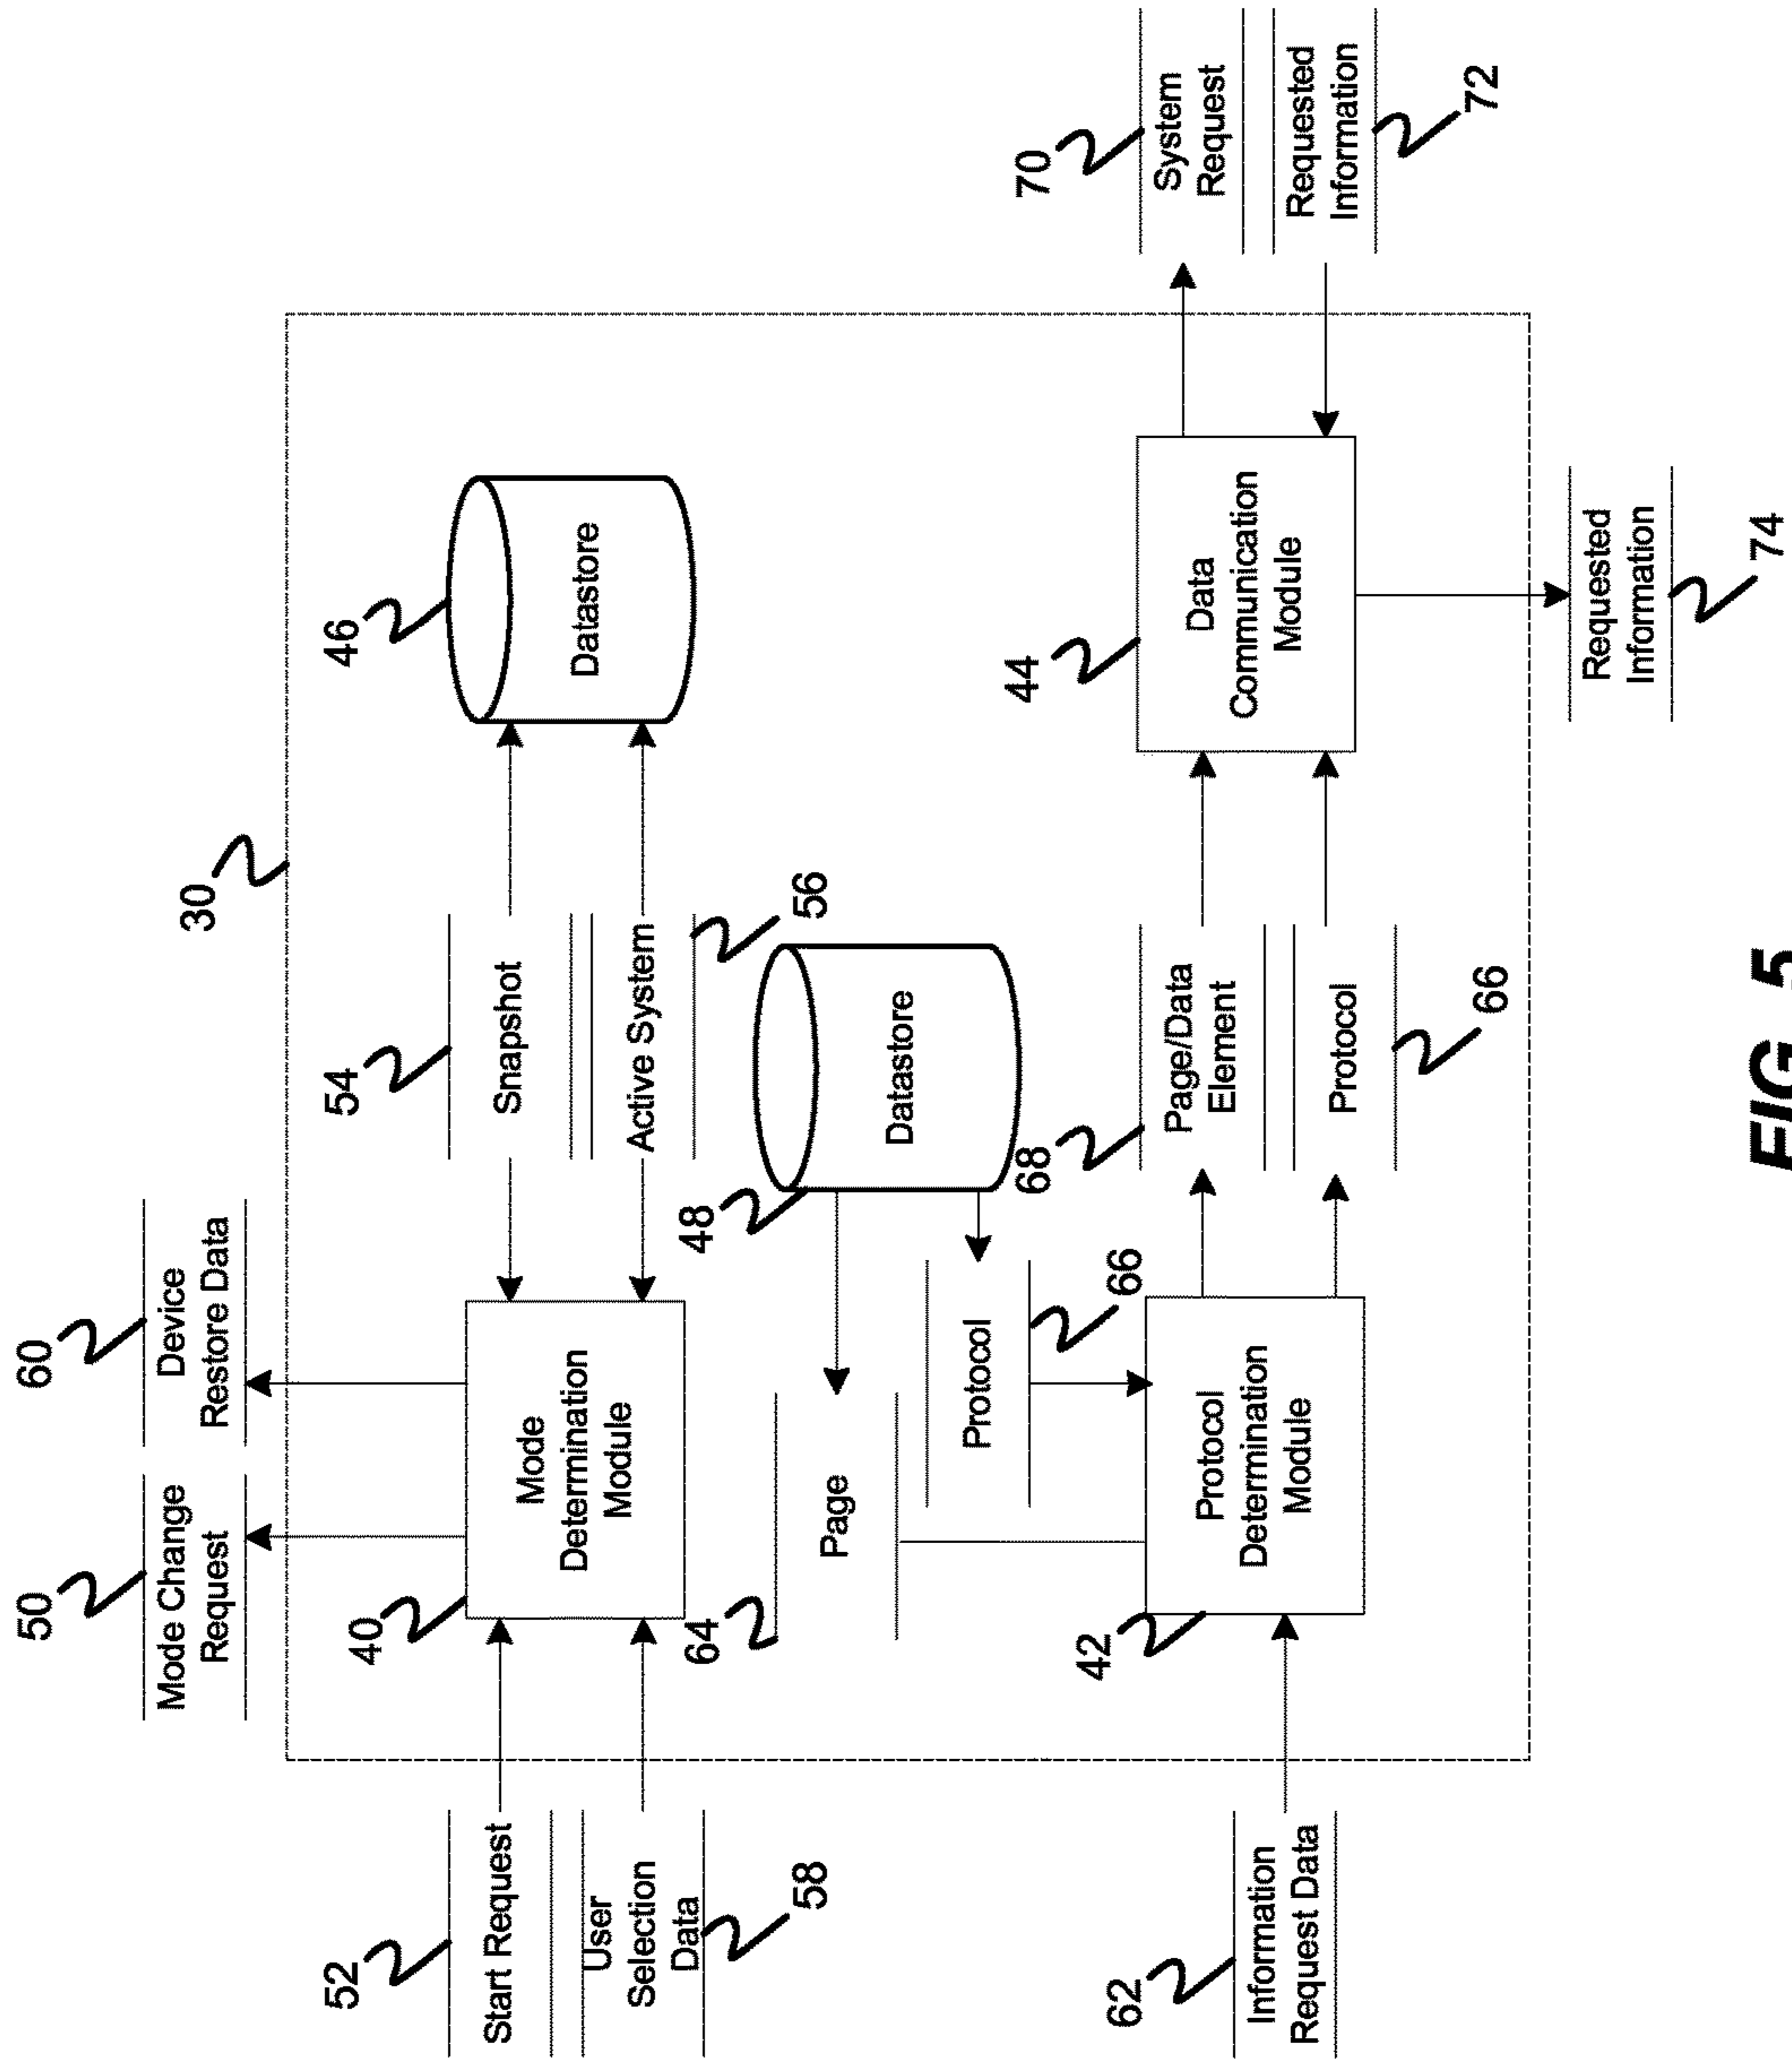 50
Mode Change
Request
60
Device
Restore Data
30
52
Start Request
User
Selection
Data
58
40
Mode
Determination
Module
54
Snapshot
Active System
56
46
Datastore
64
Page
48
Datastore
Protocol
66
62
Information
Request Data
42
Protocol
Determination
Module
68
Page/Data
Element
Protocol
66
44
Data
Communication
Module
70
System
Request
Requested
Information
72
Requested
Information
74
FIG 5